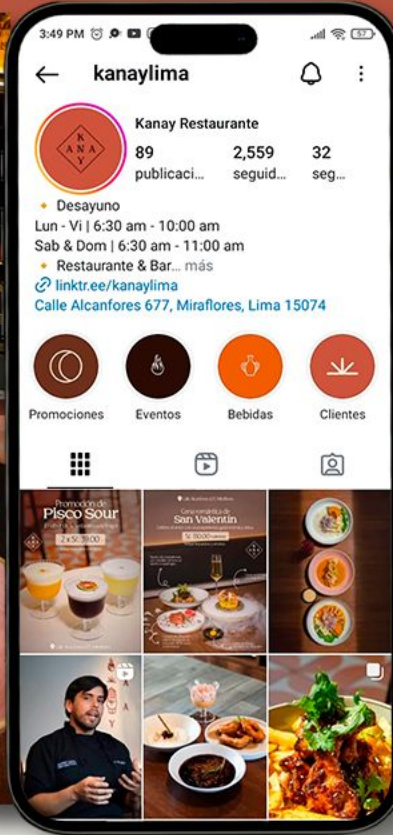 3:49 PM
57
kanaylima
K
A N A
Y
Kanay Restaurante
89
2,559
32
publicaci...
seguid...
seg...
Desayuno
Lun - Vi | 6:30 am - 10:00 am
Sab & Dom | 6:30 am - 11:00 am
Restaurante & Bar... más
linktr.ee/kanaylima
Calle Alcanfores 677, Miraflores, Lima 15074
Promociones
Eventos
Bebidas
Clientes
Promoción de
Pisco Sour
2 x S/. 39.00
Cena romántica de
San Valentín